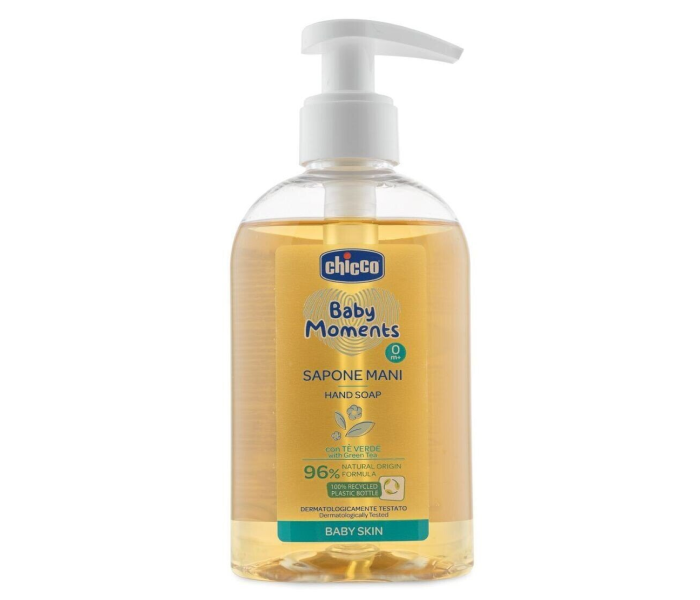 chicco
Baby
Moments
0
m+
SAPONE MANI
HAND SOAP
con TÈ VERDE
with Green Tea
96% NATURAL ORIGIN
FORMULA
100% RECYCLED
PLASTIC BOTTLE
DERMATOLOGICAMENTE TESTATO
Dermatologically Tested
BABY SKIN